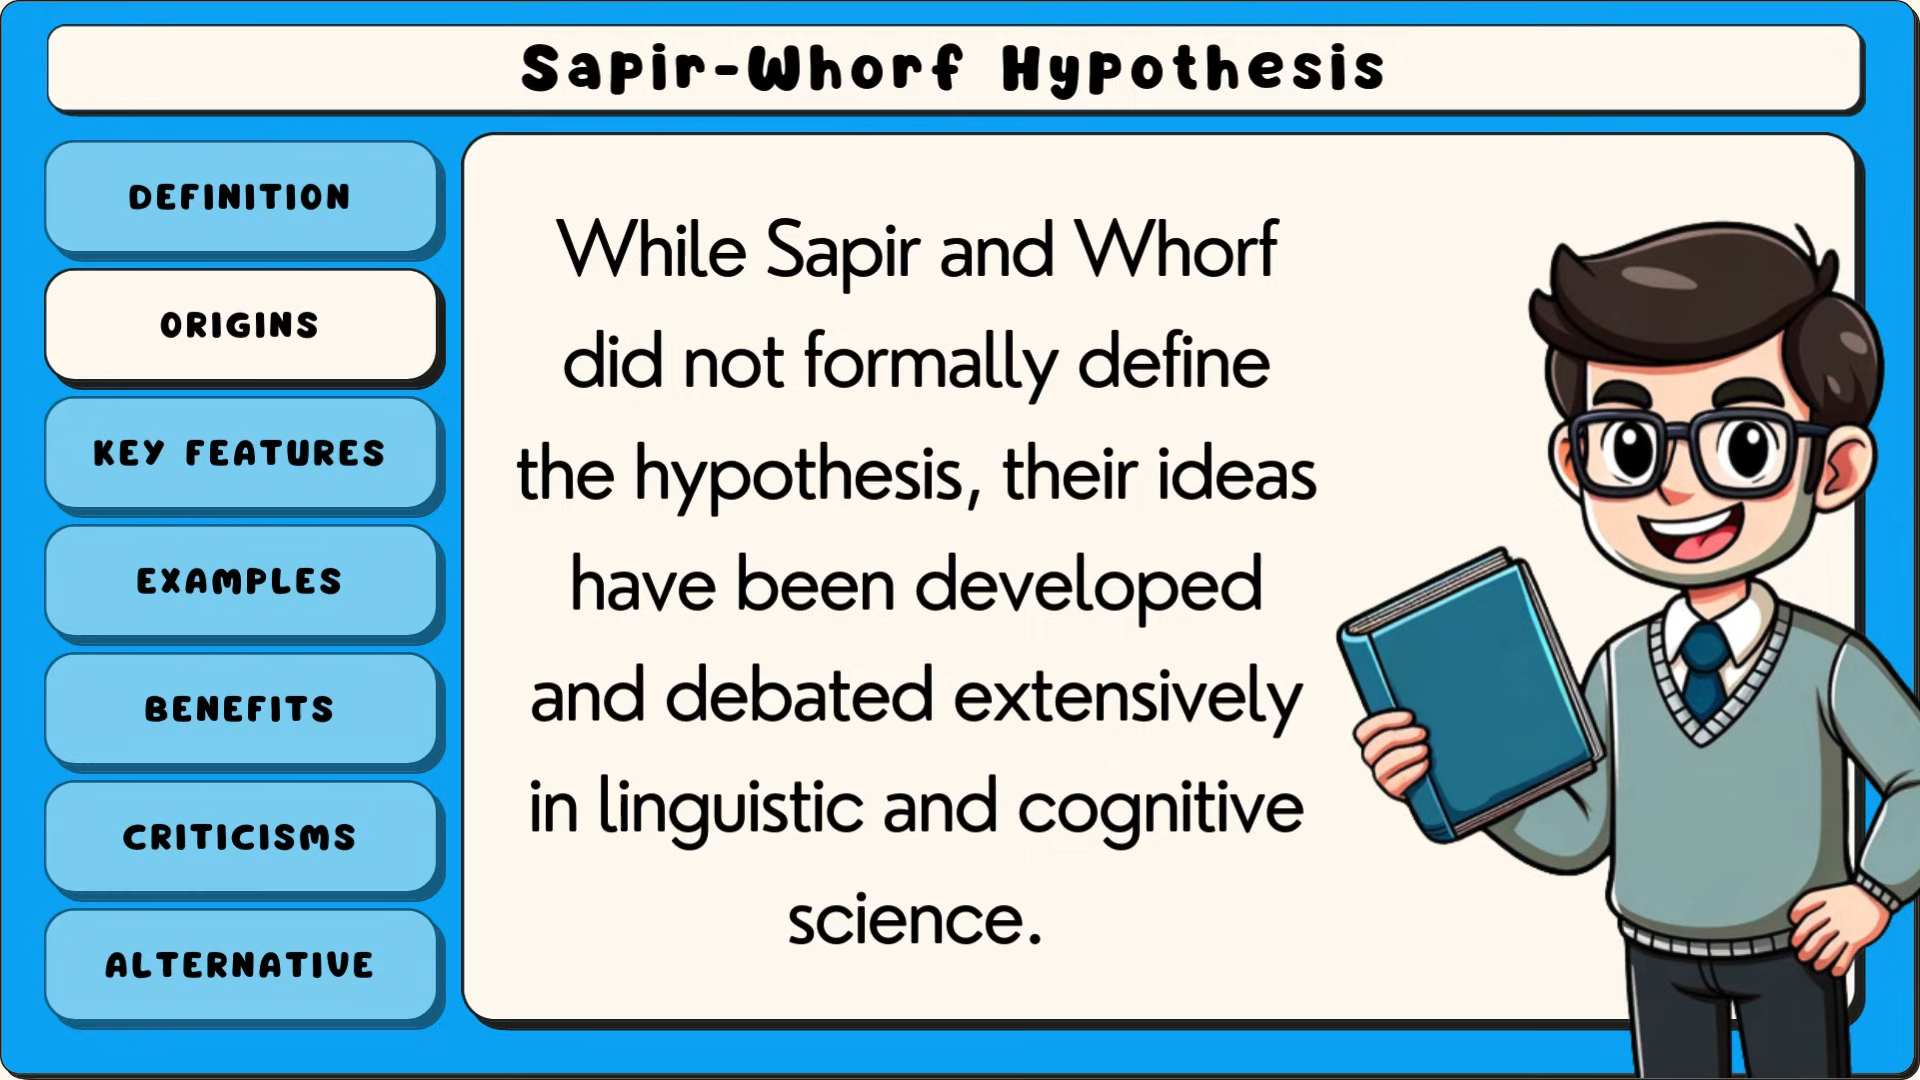 Sapir-Whorf Hypothesis
DEFINITION
ORIGINS
KEY FEATURES
EXAMPLES
BENEFITS
CRITICISMS
ALTERNATIVE
While Sapir and Whorf
did not formally define
the hypothesis, their ideas
have been developed
and debated extensively
in linguistic and cognitive
science.